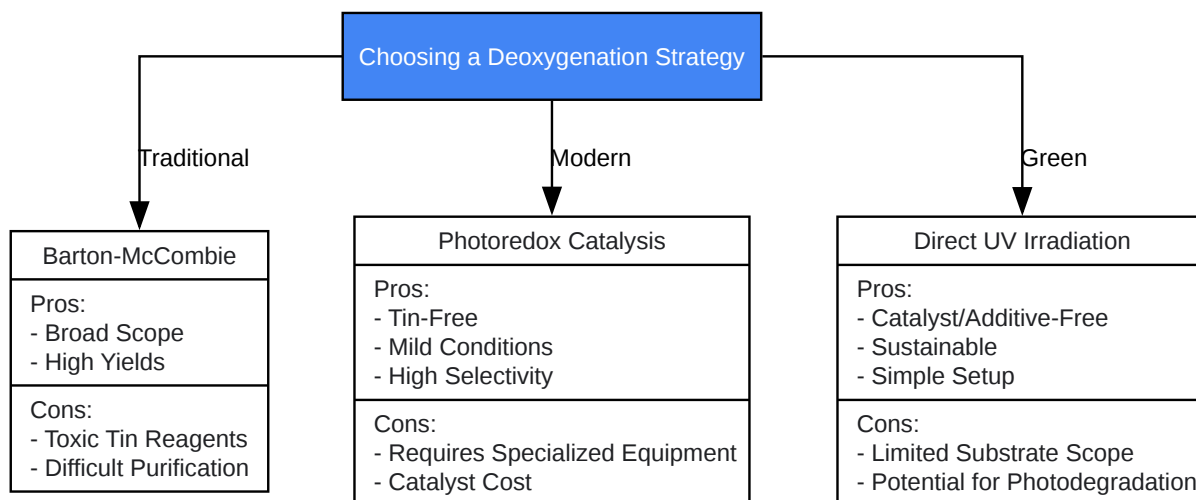 Choosing a Deoxygenation Strategy
Traditional
Modern
Green
Barton-McCombie
Pros:
- Broad Scope
- High Yields
Cons:
- Toxic Tin Reagents
- Difficult Purification
Photoredox Catalysis
Pros:
- Tin-Free
- Mild Conditions
- High Selectivity
Cons:
- Requires Specialized Equipment
- Catalyst Cost
Direct UV Irradiation
Pros:
- Catalyst/Additive-Free
- Sustainable
- Simple Setup
Cons:
- Limited Substrate Scope
- Potential for Photodegradation